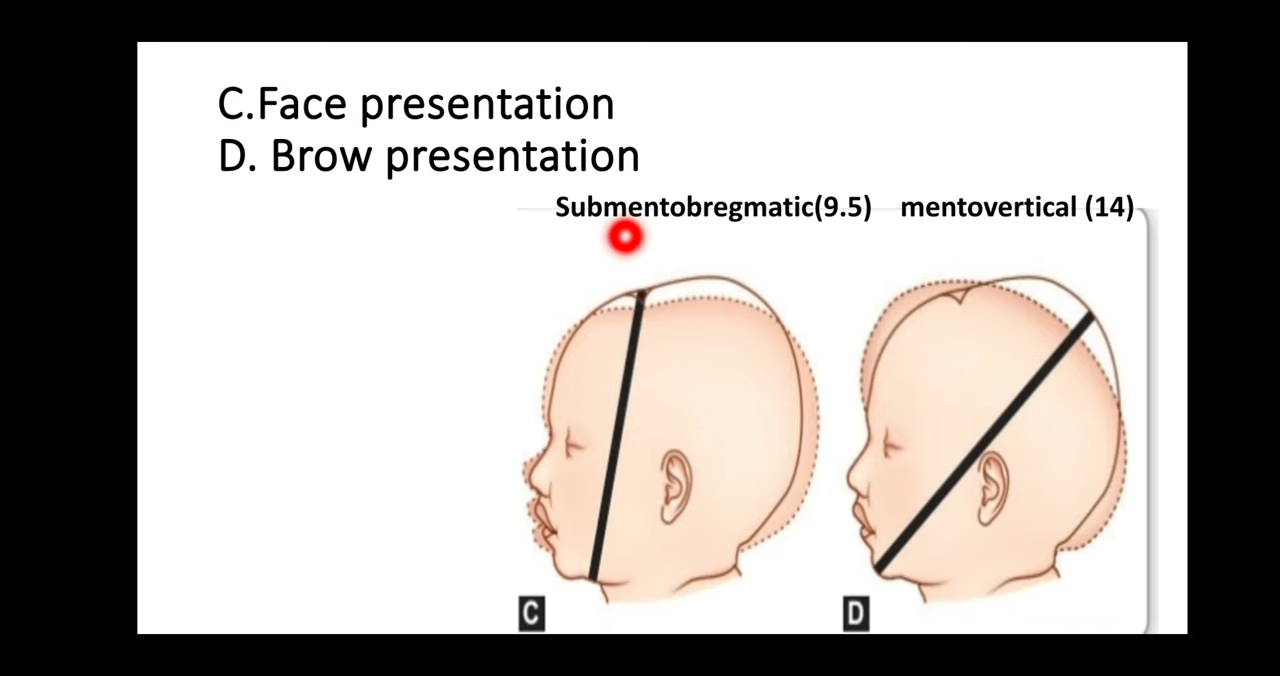 C.Face presentation
D. Brow presentation
Submentobregmatic(9.5) mentovertical (14)
C D